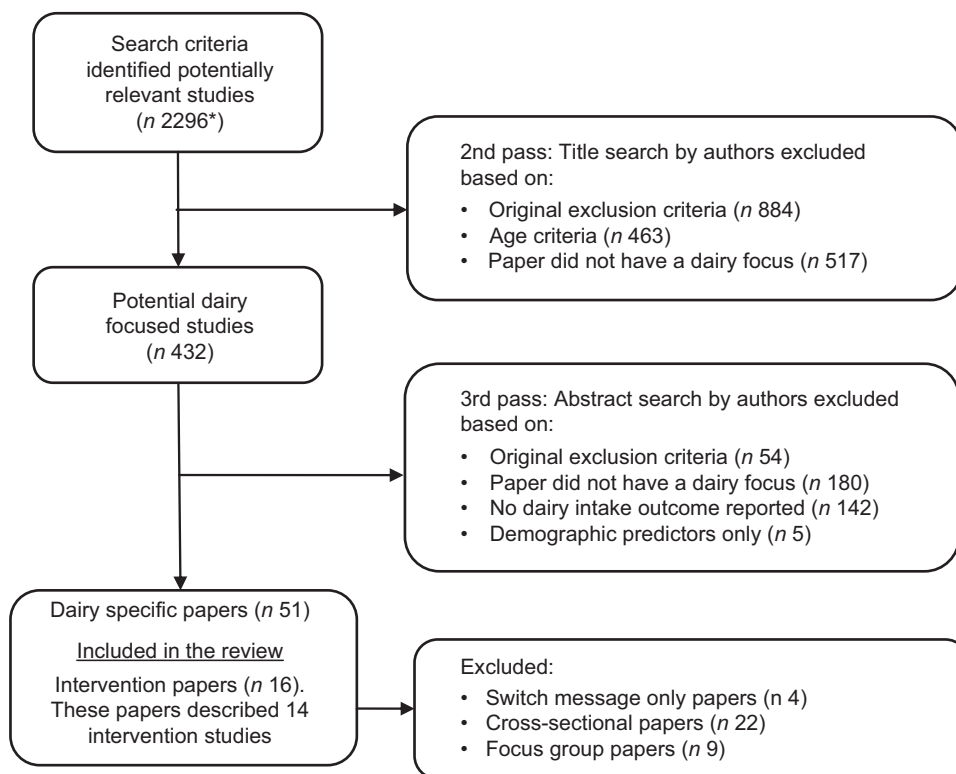 Search criteria
identified potentially
relevant studies
(n 2296*)
2nd pass: Title search by authors excluded
based on:
• Original exclusion criteria (n 884)
• Age criteria (n 463)
• Paper did not have a dairy focus (n 517)
Potential dairy
focused studies
(n 432)
3rd pass: Abstract search by authors excluded
based on:
• Original exclusion criteria (n 54)
• Paper did not have a dairy focus (n 180)
• No dairy intake outcome reported (n 142)
• Demographic predictors only (n 5)
Dairy specific papers (n 51)
Included in the review
Intervention papers (n 16).
These papers described 14
intervention studies
Excluded:
• Switch message only papers (n 4)
• Cross-sectional papers (n 22)
• Focus group papers (n 9)